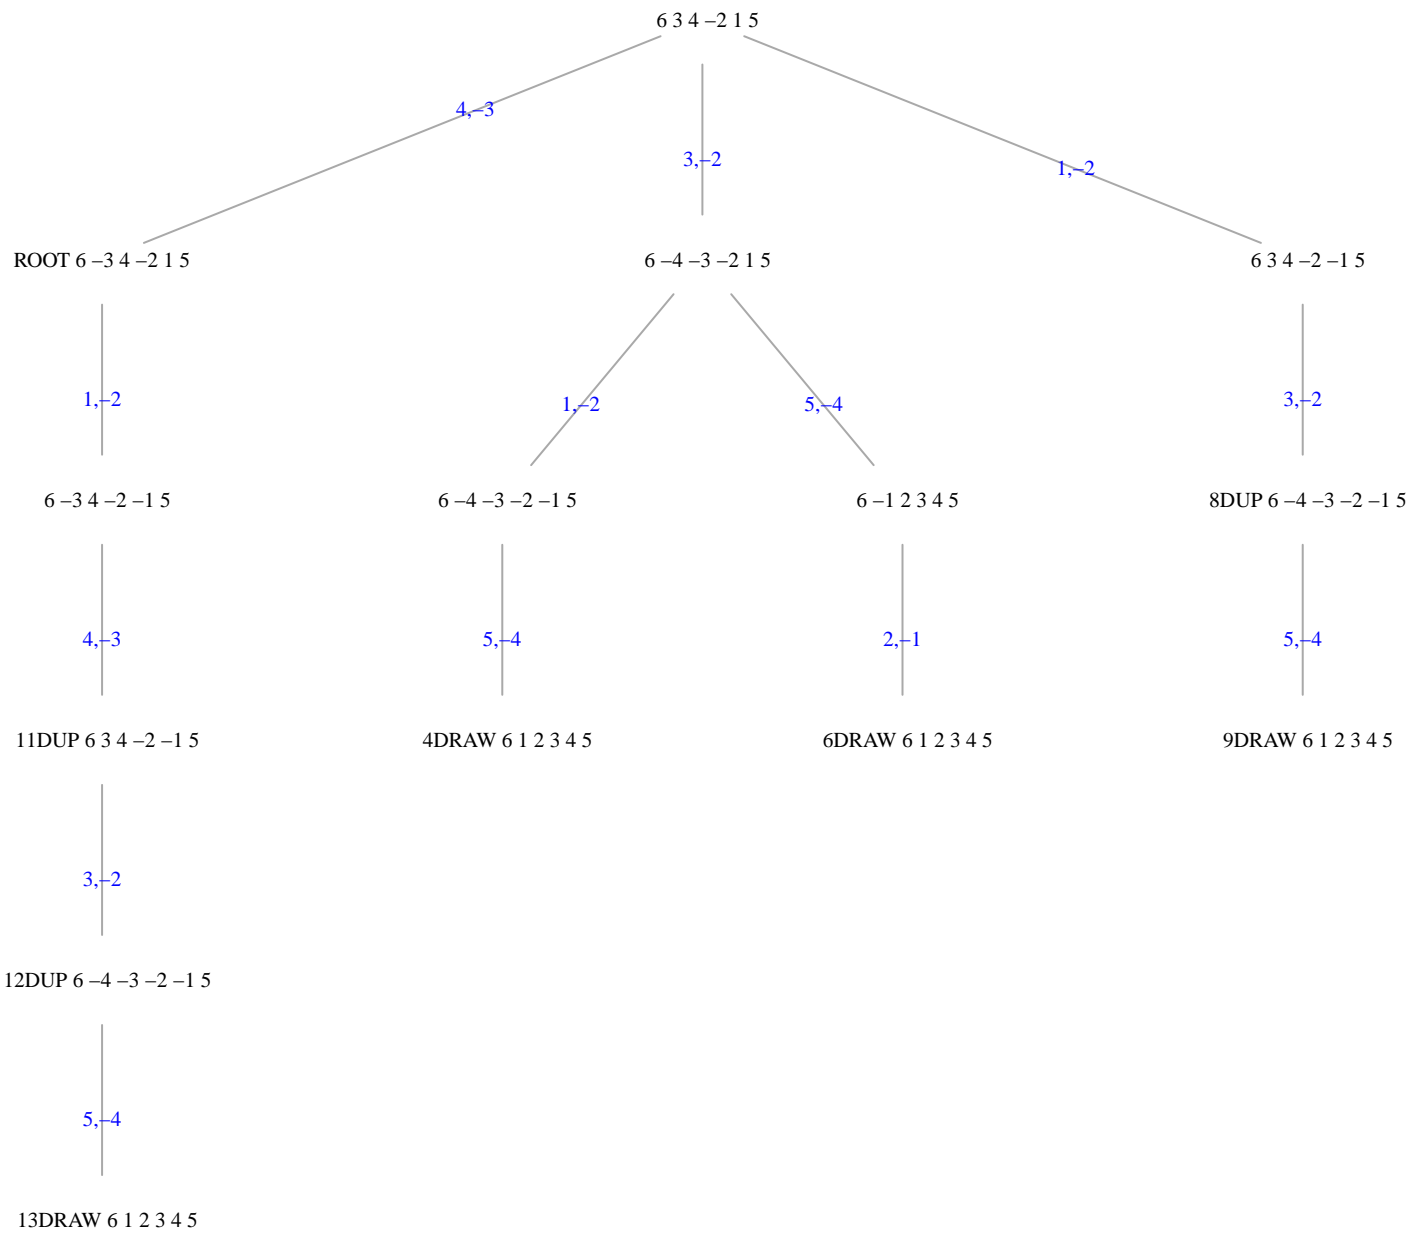 6 3 4 –2 1 5
4,–3
3,–2
1,–2
ROOT 6 –3 4 –2 1 5
6 –4 –3 –2 1 5
6 3 4 –2 –1 5
1,–2
1,–2
5,–4
3,–2
6 –3 4 –2 –1 5
6 –4 –3 –2 –1 5
6 –1 2 3 4 5
8DUP 6 –4 –3 –2 –1 5
4,–3
5,–4
2,–1
5,–4
11DUP 6 3 4 –2 –1 5
4DRAW 6 1 2 3 4 5
6DRAW 6 1 2 3 4 5
9DRAW 6 1 2 3 4 5
3,–2
12DUP 6 –4 –3 –2 –1 5
5,–4
13DRAW 6 1 2 3 4 5